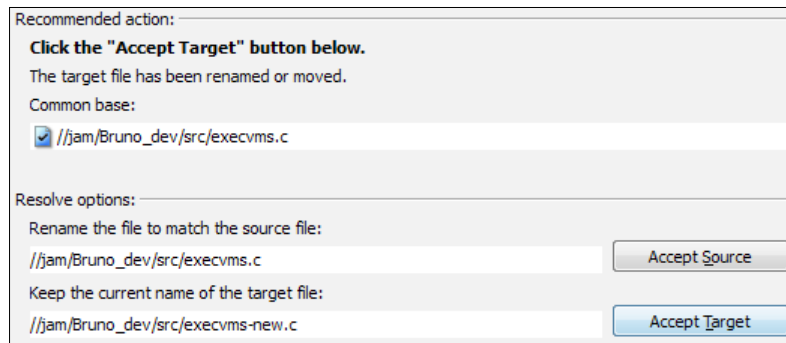 Recommended action:
Click the "Accept Target" button below.
The target file has been renamed or moved.
Common base:
//jam/Bruno_dev/src/execvms.c
Resolve options:
Rename the file to match the source file:
//jam/Bruno_dev/src/execvms.c
Accept Source
Keep the current name of the target file:
//jam/Bruno_dev/src/execvms-new.c
Accept Target